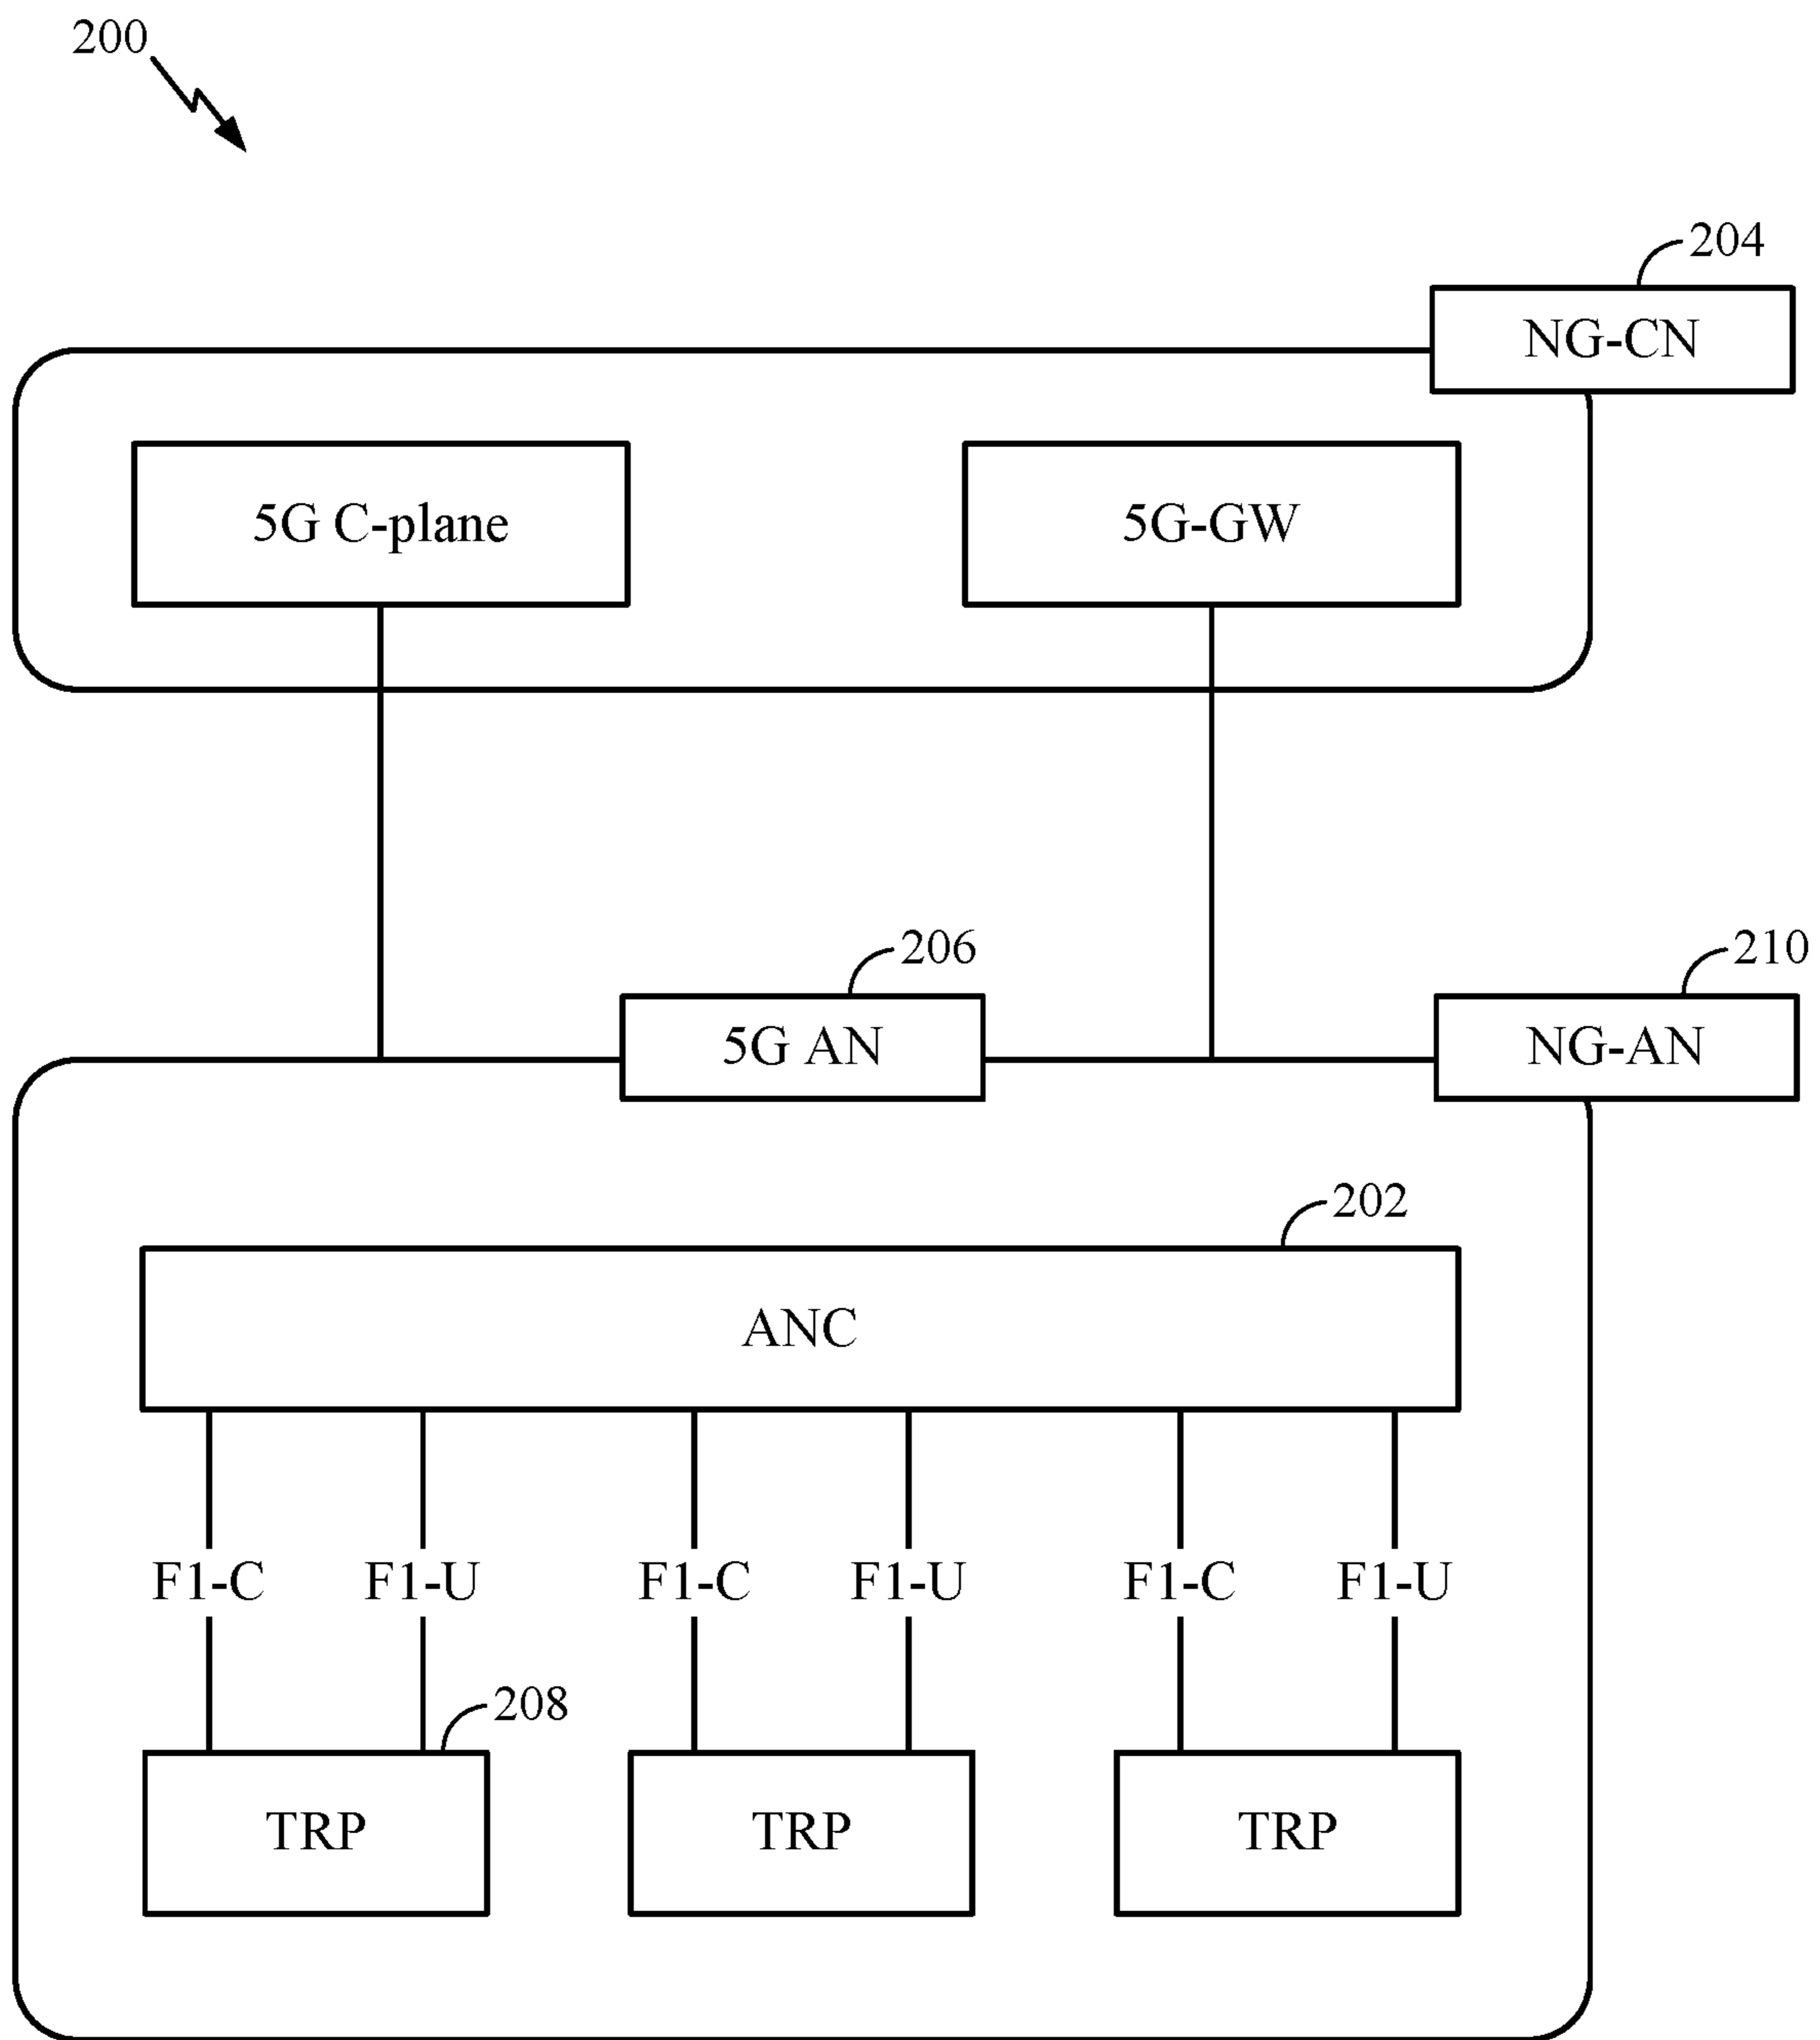 200
204
NG-CN
5G C-plane
5G-GW
206
210
5G AN
NG-AN
202
ANC
F1-C
F1-U
F1-C
F1-U
F1-C
F1-U
208
TRP
TRP
TRP